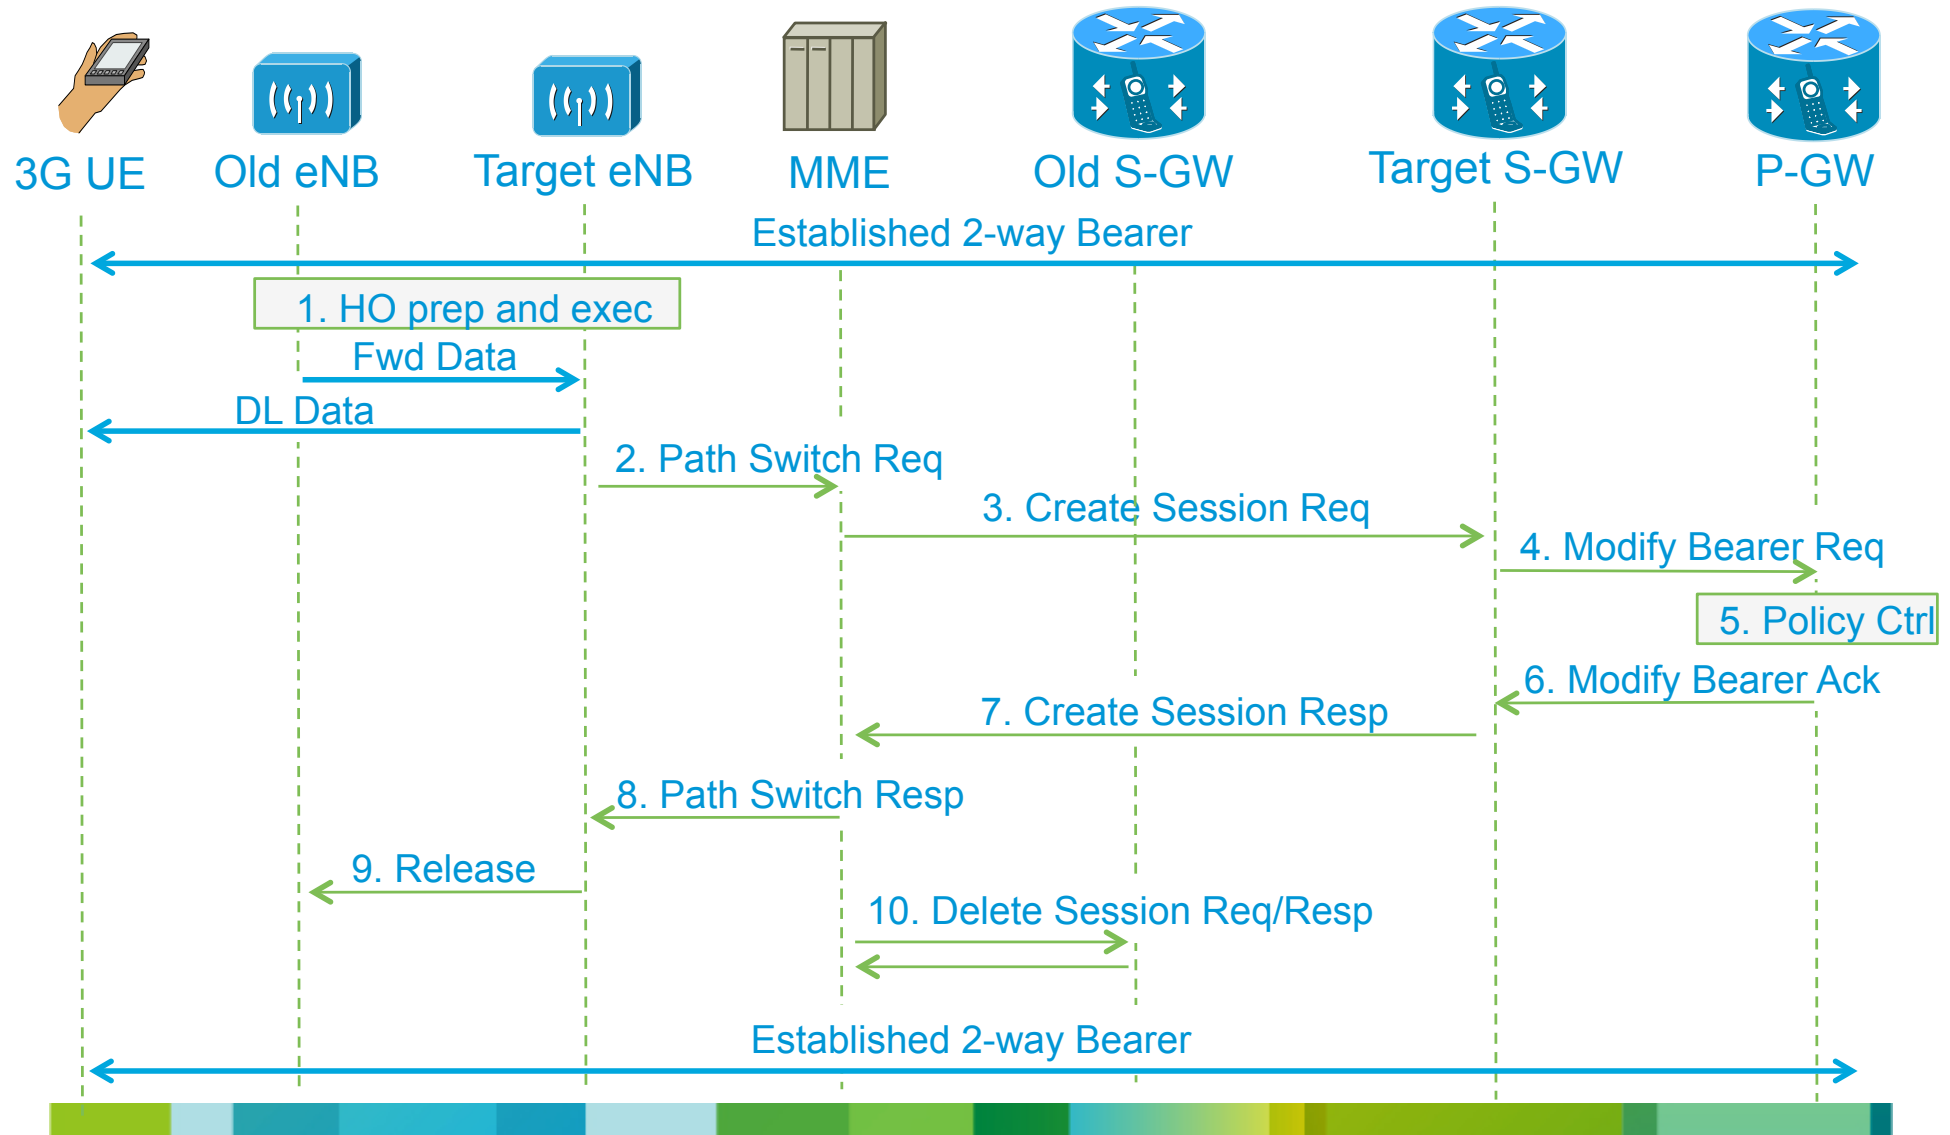 3G UE
Old eNB
Target eNB
MME
Old S-GW
Target S-GW
P-GW
Established 2-way Bearer
1. HO prep and exec
Fwd Data
DL Data
2. Path Switch Req
3. Create Session Req
4. Modify Bearer Req
5. Policy Ctrl
6. Modify Bearer Ack
7. Create Session Resp
8. Path Switch Resp
9. Release
10. Delete Session Req/Resp
Established 2-way Bearer